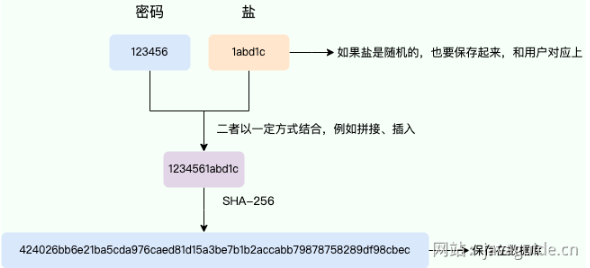 密码
盐
123456
1abd1c
如果盐是随机的，也要保存起来，和用户对应上
二者以一定方式结合，例如拼接、插入
1234561abd1c
SHA-256
424026bb6e21ba5cda976caed81d15a3be7b1b2accabb79878758289df98cbec
保存在数据库
网站：javaguide.cn